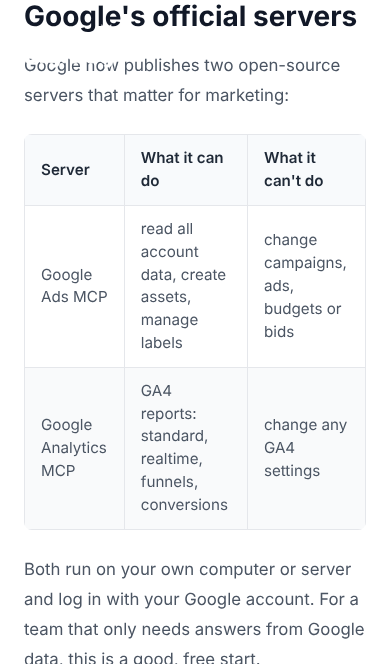 Google's official servers
Google now publishes two open-source
servers that matter for marketing:
Server
What it can
do
What it
can't do
Google
Ads MCP
read all
account
data, create
assets,
manage
labels
change
campaigns,
ads,
budgets or
bids
Google
Analytics
MCP
GA4
reports:
standard,
realtime,
funnels,
conversions
change any
GA4
settings
Both run on your own computer or server
and log in with your Google account. For a
team that only needs answers from Google
data, this is a good, free start.